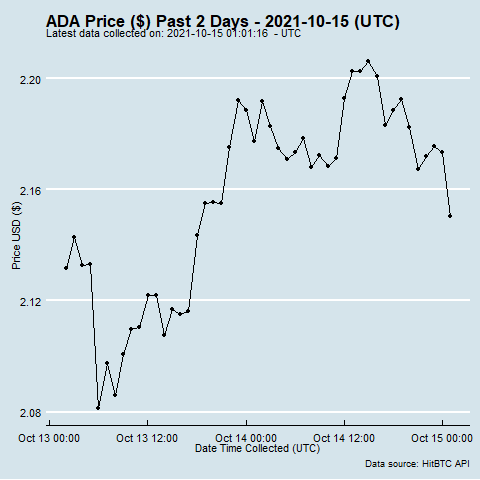 ADA Price ($) Past 2 Days - 2021-10-15 (UTC)
Latest data collected on: 2021-10-15 01:01:16 - UTC
2.20
2.16
2.12
2.08
Price USD ($)
Oct 13 00:00 Oct 13 12:00 Oct 14 00:00 Oct 14 12:00 Oct 15 00:00
Date Time Collected (UTC)
Data source: HitBTC API